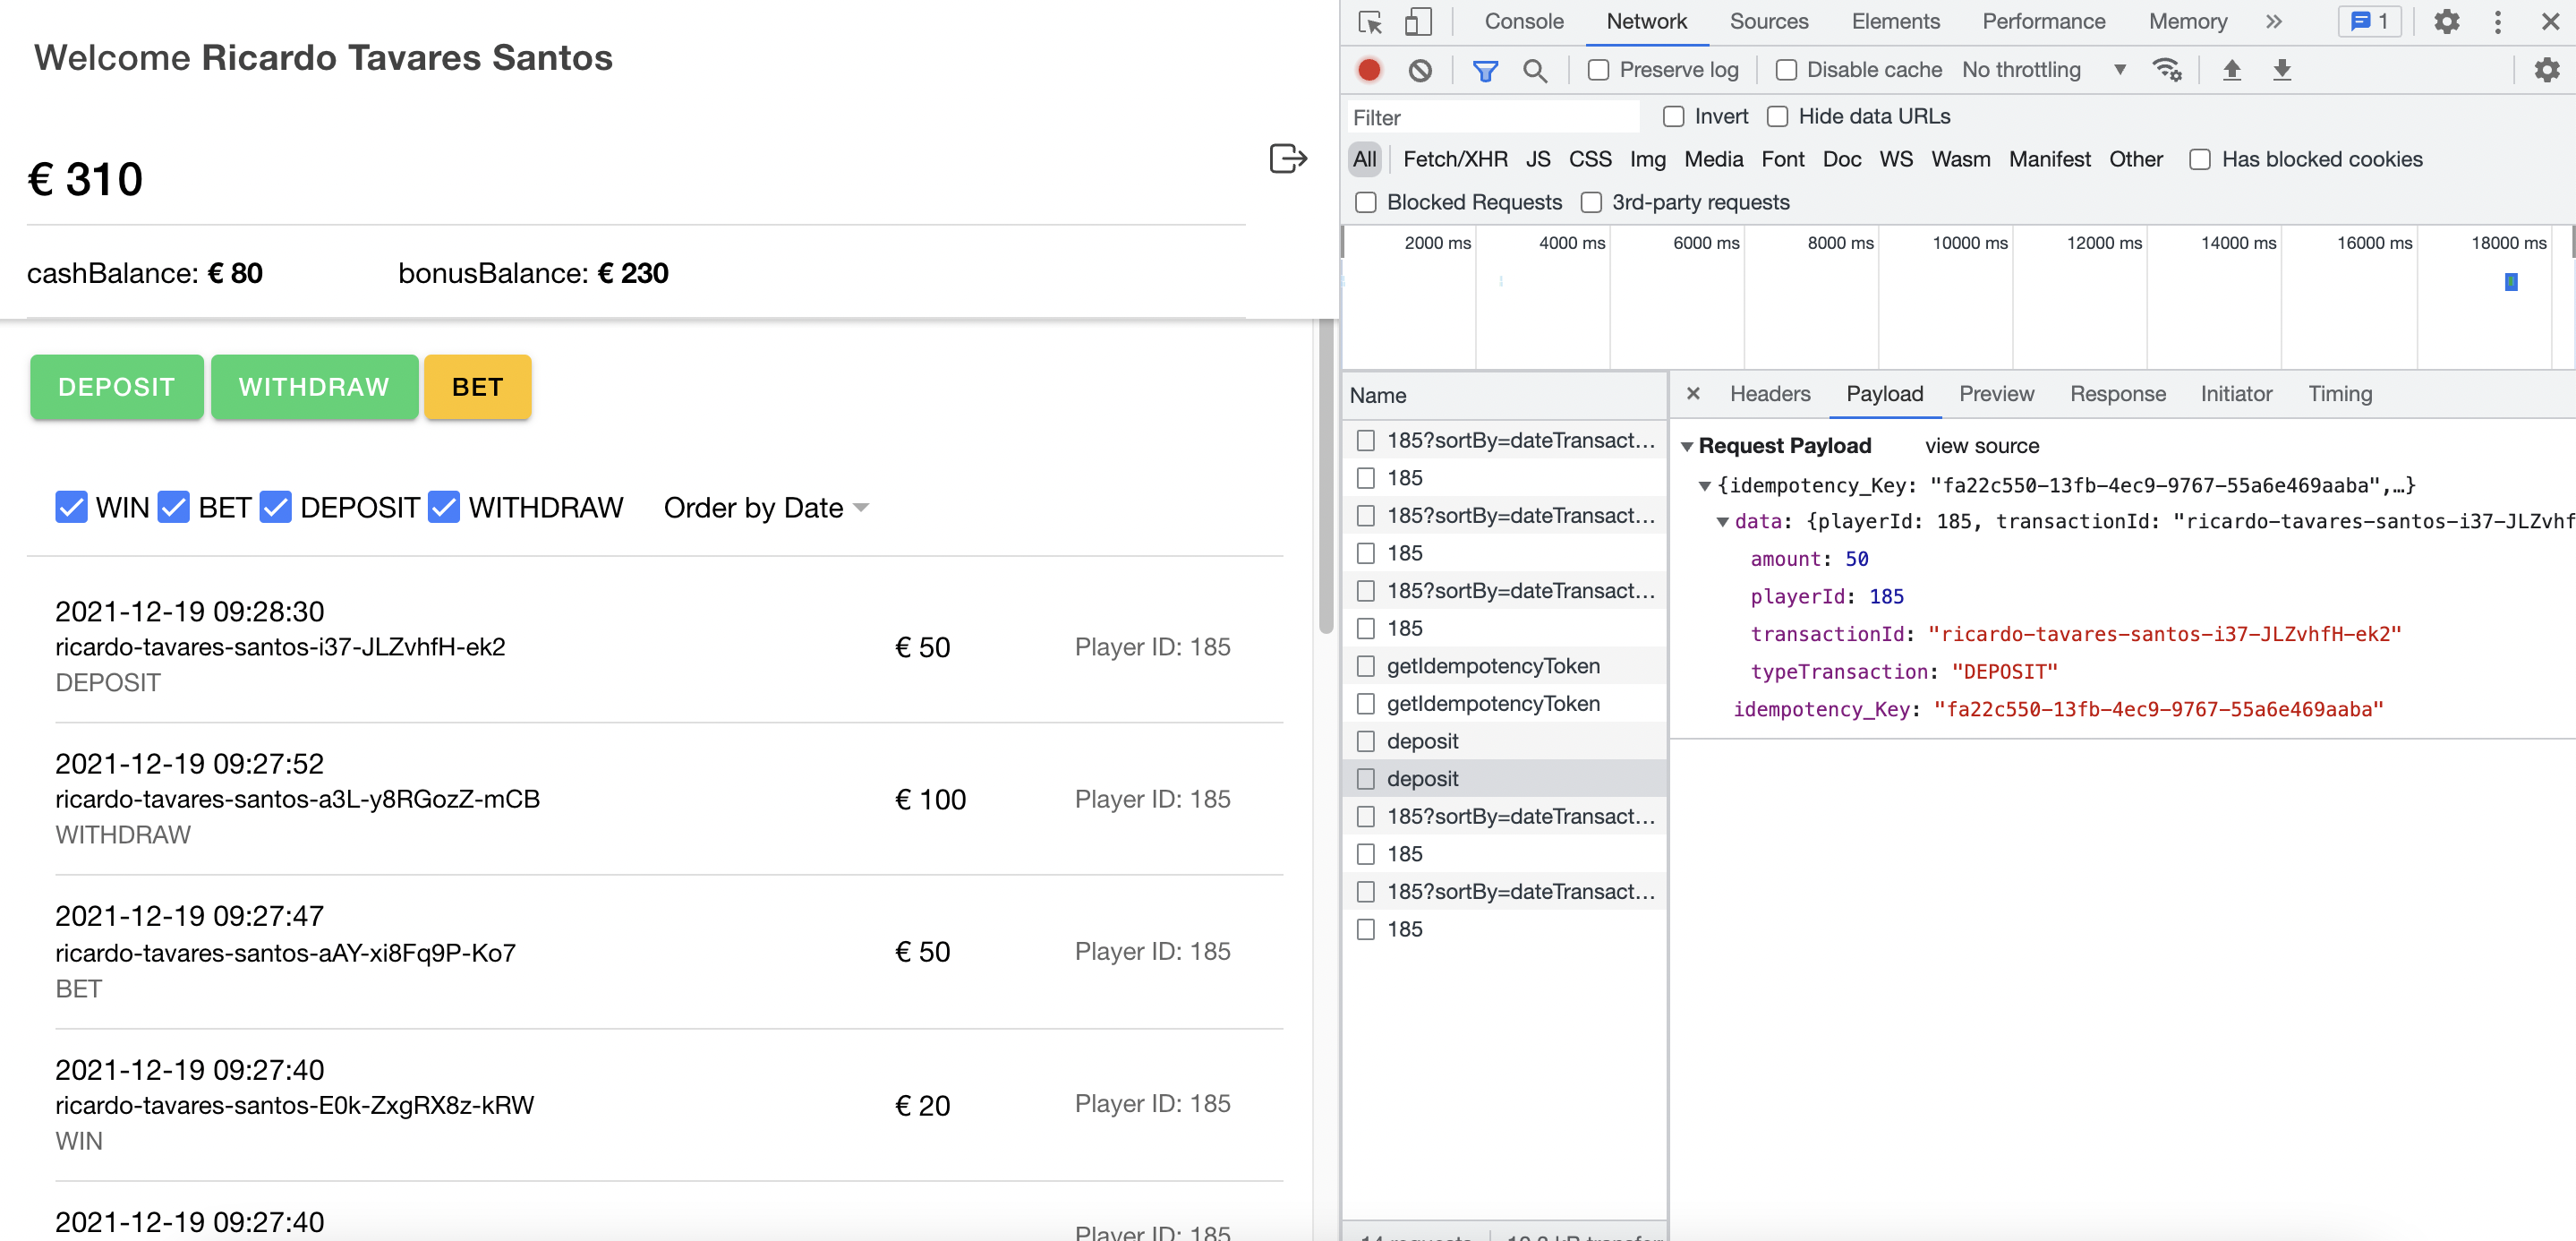 Welcome Ricardo Tavares Santos
€ 310
cashBalance: € 80 bonusBalance: € 230
DEPOSIT WITHDRAW BET
WIN BET DEPOSIT WITHDRAW Order by Date
2021-12-19 09:28:30
ricardo-tavares-santos-i37-JLZvhfH-ek2 € 50 Player ID: 185
DEPOSIT
2021-12-19 09:27:52
ricardo-tavares-santos-a3L-y8RGozZ-mCB € 100 Player ID: 185
WITHDRAW
2021-12-19 09:27:47
ricardo-tavares-santos-aAY-xi8Fq9P-Ko7 € 50 Player ID: 185
BET
2021-12-19 09:27:40
ricardo-tavares-santos-E0k-ZxgRX8z-kRW € 20 Player ID: 185
WIN
2021-12-19 09:27:40
Player ID: 185
Console Network Sources Elements Performance Memory » 1
Preserve log Disable cache No throttling
Filter Invert Hide data URLs
All Fetch/XHR JS CSS Img Media Font Doc WS Wasm Manifest Other Has blocked cookies
Blocked Requests 3rd-party requests
2000 ms 4000 ms 6000 ms 8000 ms 10000 ms 12000 ms 14000 ms 16000 ms 18000 ms
Name
185?sortBy=dateTransact...
185
185?sortBy=dateTransact...
185
185?sortBy=dateTransact...
185
getIdempotencyToken
getIdempotencyToken
deposit
deposit
185?sortBy=dateTransact...
185
185?sortBy=dateTransact...
185
Headers Payload Preview Response Initiator Timing
Request Payload view source
{idempotency_Key: "fa22c550-13fb-4ec9-9767-55a6e469aaba",…}
data: {playerId: 185, transactionId: "ricardo-tavares-santos-i37-JLZvhf
amount: 50
playerId: 185
transactionId: "ricardo-tavares-santos-i37-JLZvhfH-ek2"
typeTransaction: "DEPOSIT"
idempotency_Key: "fa22c550-13fb-4ec9-9767-55a6e469aaba"